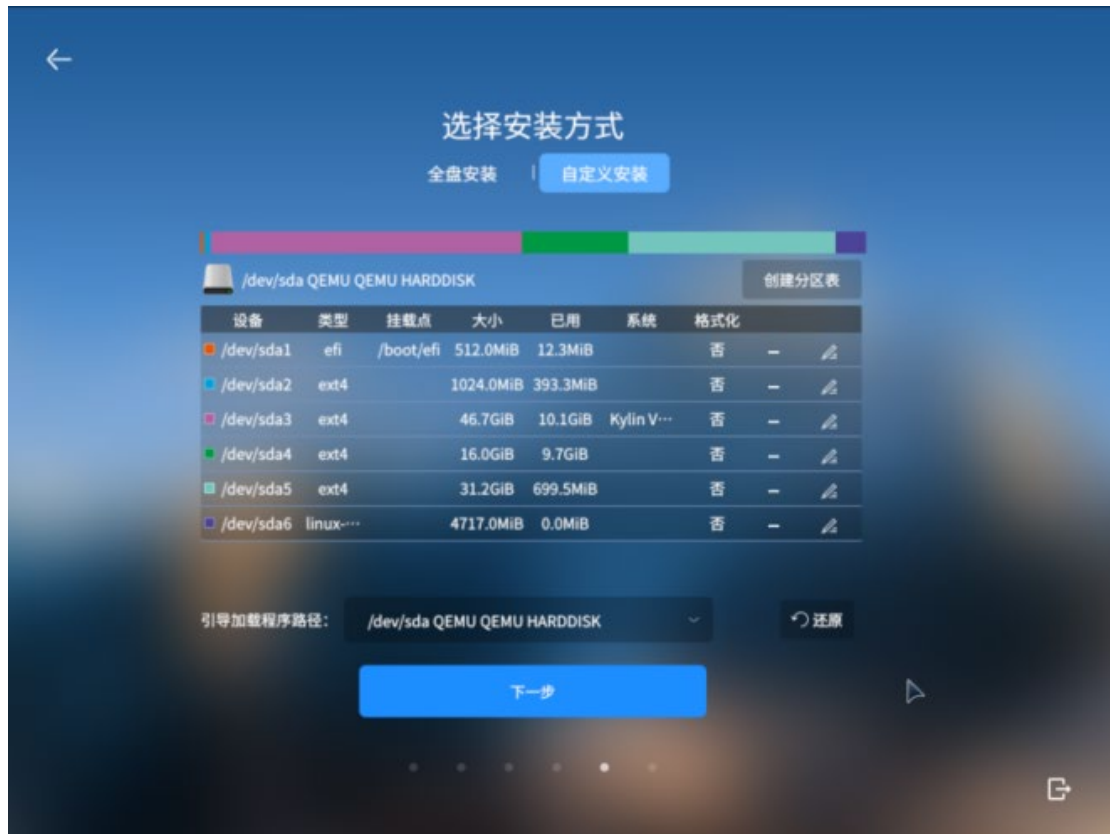 选择安装方式
全盘安装 | 自定义安装
/dev/sda QEMU QEMU HARDDISK 创建分区表
设备 类型 挂载点 大小 已用 系统 格式化
/dev/sda1 efi /boot/efi 512.0MiB 12.3MiB 否 –
/dev/sda2 ext4 1024.0MiB 393.3MiB 否 –
/dev/sda3 ext4 46.7GiB 10.1GiB Kylin V… 否 –
/dev/sda4 ext4 16.0GiB 9.7GiB 否 –
/dev/sda5 ext4 31.2GiB 699.5MiB 否 –
/dev/sda6 linux-… 4717.0MiB 0.0MiB 否 –
引导加载程序路径: /dev/sda QEMU QEMU HARDDISK 还原
下一步